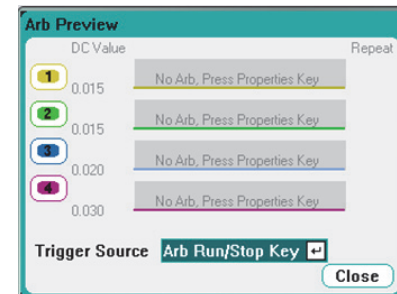 Arb Preview
DC Value Repeat
1 No Arb, Press Properties Key
0.015
2 No Arb, Press Properties Key
0.015
3 No Arb, Press Properties Key
0.020
4 No Arb, Press Properties Key
0.030
Trigger Source Arb Run/Stop Key
Close